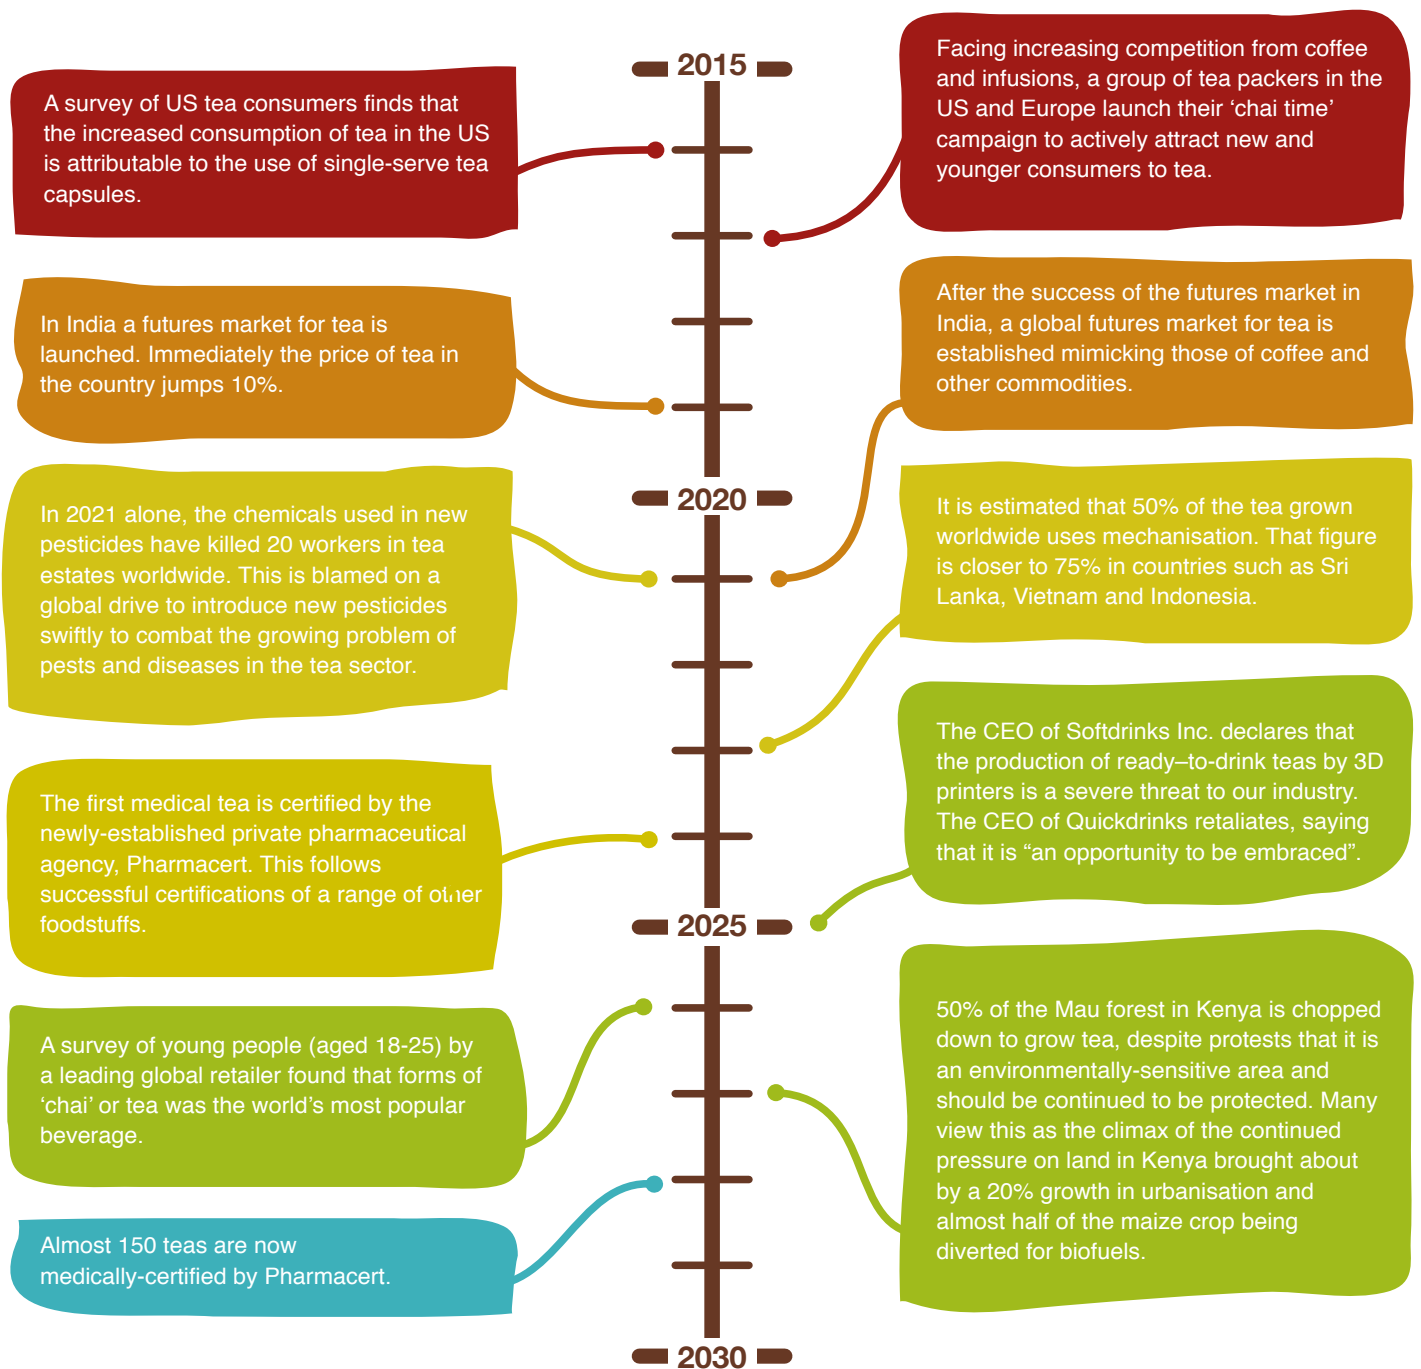 2015
A survey of US tea consumers finds that
the increased consumption of tea in the US
is attributable to the use of single-serve tea
capsules.
Facing increasing competition from coffee
and infusions, a group of tea packers in the
US and Europe launch their ‘chai time’
campaign to actively attract new and
younger consumers to tea.
In India a futures market for tea is
launched. Immediately the price of tea in
the country jumps 10%.
After the success of the futures market in
India, a global futures market for tea is
established mimicking those of coffee and
other commodities.
2020
In 2021 alone, the chemicals used in new
pesticides have killed 20 workers in tea
estates worldwide. This is blamed on a
global drive to introduce new pesticides
swiftly to combat the growing problem of
pests and diseases in the tea sector.
It is estimated that 50% of the tea grown
worldwide uses mechanisation. That figure
is closer to 75% in countries such as Sri
Lanka, Vietnam and Indonesia.
The first medical tea is certified by the
newly-established private pharmaceutical
agency, Pharmacert. This follows
successful certifications of a range of other
foodstuffs.
The CEO of Softdrinks Inc. declares that
the production of ready–to-drink teas by 3D
printers is a severe threat to our industry.
The CEO of Quickdrinks retaliates, saying
that it is “an opportunity to be embraced”.
2025
A survey of young people (aged 18-25) by
a leading global retailer found that forms of
‘chai’ or tea was the world’s most popular
beverage.
50% of the Mau forest in Kenya is chopped
down to grow tea, despite protests that it is
an environmentally-sensitive area and
should be continued to be protected. Many
view this as the climax of the continued
pressure on land in Kenya brought about
by a 20% growth in urbanisation and
almost half of the maize crop being
diverted for biofuels.
Almost 150 teas are now
medically-certified by Pharmacert.
2030